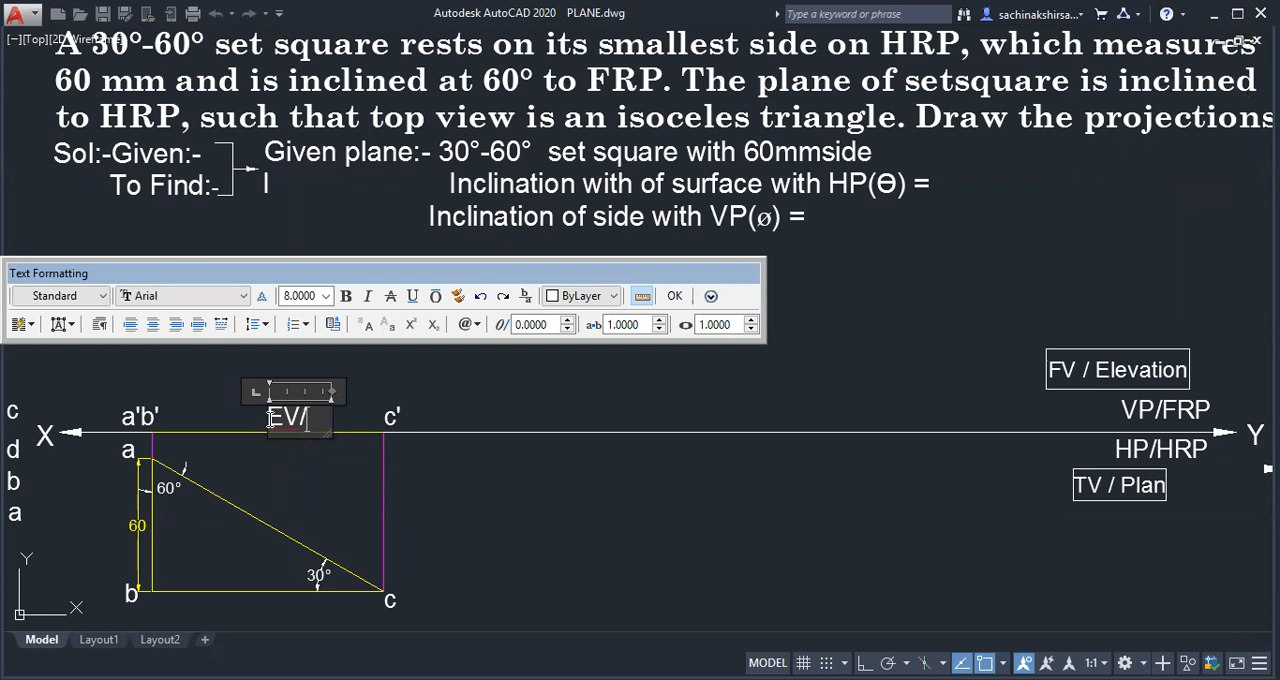 Autodesk AutoCAD 2020 PLANE.dwg
Type a keyword or phrase
sachinakshirsa...
[−][Top][2D Wireframe]
A 30°-60° set square rests on its smallest side on HRP, which measures
60 mm and is inclined at 60° to FRP. The plane of setsquare is inclined
to HRP, such that top view is an isoceles triangle. Draw the projections
Sol:-Given:-
Given plane:- 30°-60° set square with 60mmside
To Find:-
Inclination with of surface with HP(Ɵ) =
Inclination of side with VP(ø) =
Text Formatting
Standard Arial 8.0000 B I A U O ByLayer OK
@ 0.0000 a•b 1.0000 1.0000
FV / Elevation
VP/FRP
X Y
HP/HRP
TV / Plan
a'b' EV/ c'
c
d
b
a
a
60°
60
30°
b
c
Y
X
Model Layout1 Layout2 +
MODEL 1:1